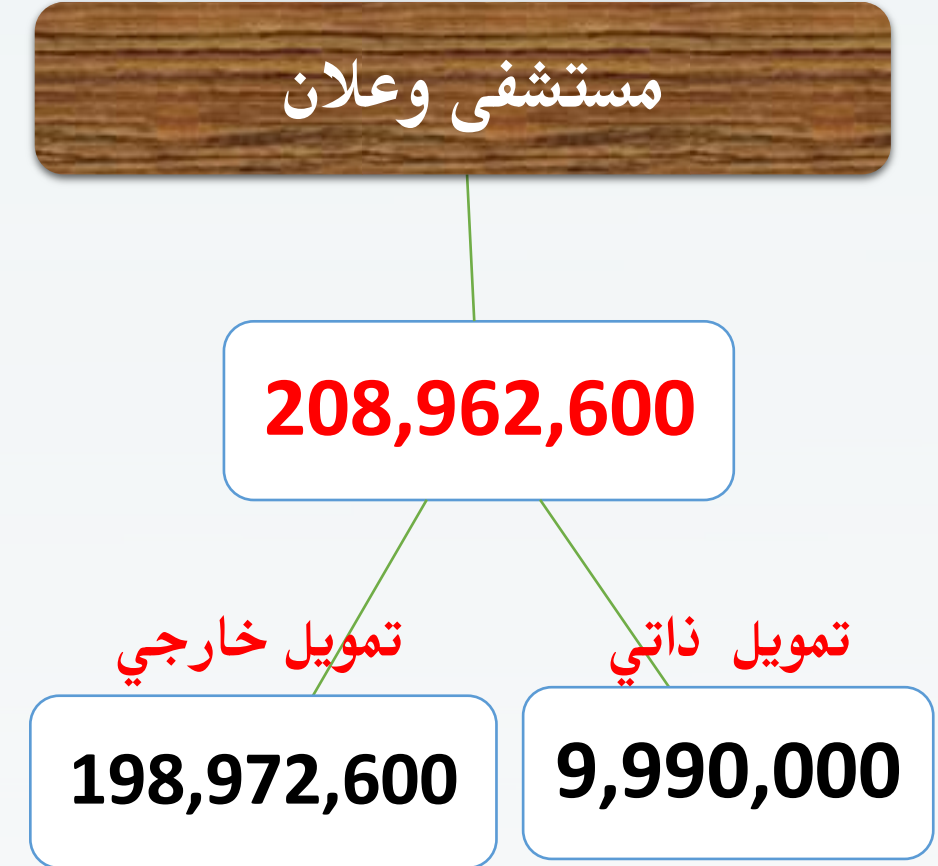 مستشفى وعلان
208,962,600
تمويل ذاتي
تمويل خارجي
9,990,000
198,972,600